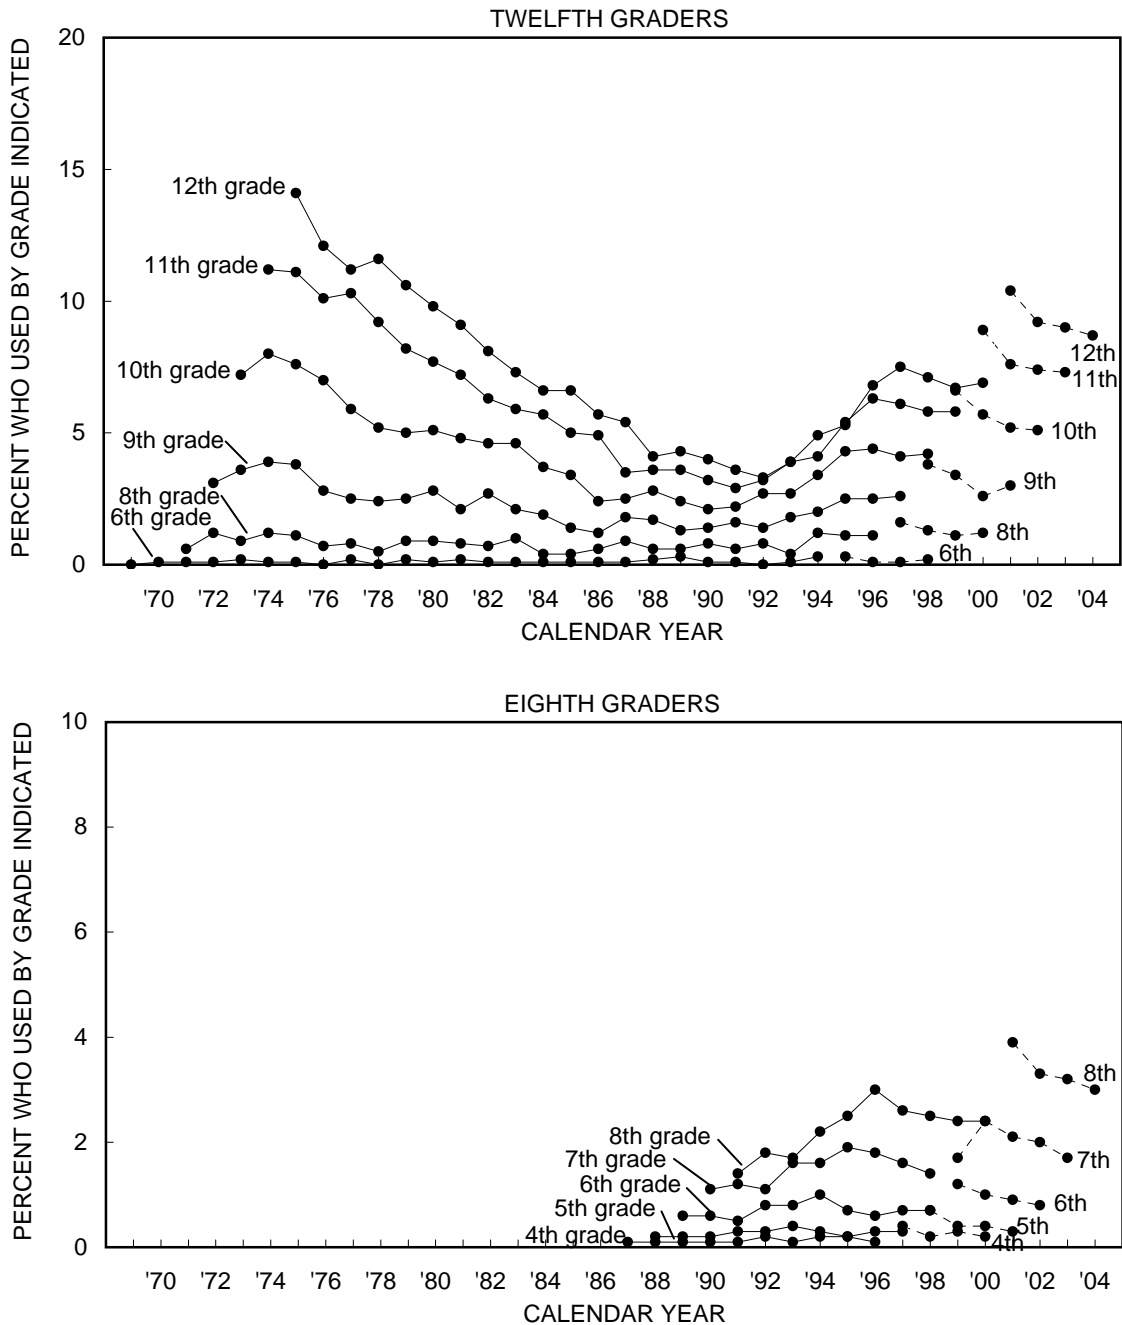 TWELFTH GRADERS
PERCENT WHO USED BY GRADE INDICATED
20
15
10
5
0
12th grade
11th grade
10th grade
9th grade
8th grade
6th grade
12th
11th
10th
9th
8th
6th
'70 '72 '74 '76 '78 '80 '82 '84 '86 '88 '90 '92 '94 '96 '98 '00 '02 '04
CALENDAR YEAR
EIGHTH GRADERS
PERCENT WHO USED BY GRADE INDICATED
10
8
6
4
2
0
8th grade
7th grade
6th grade
5th grade
4th grade
8th
7th
6th
5th
4th
'70 '72 '74 '76 '78 '80 '82 '84 '86 '88 '90 '92 '94 '96 '98 '00 '02 '04
CALENDAR YEAR